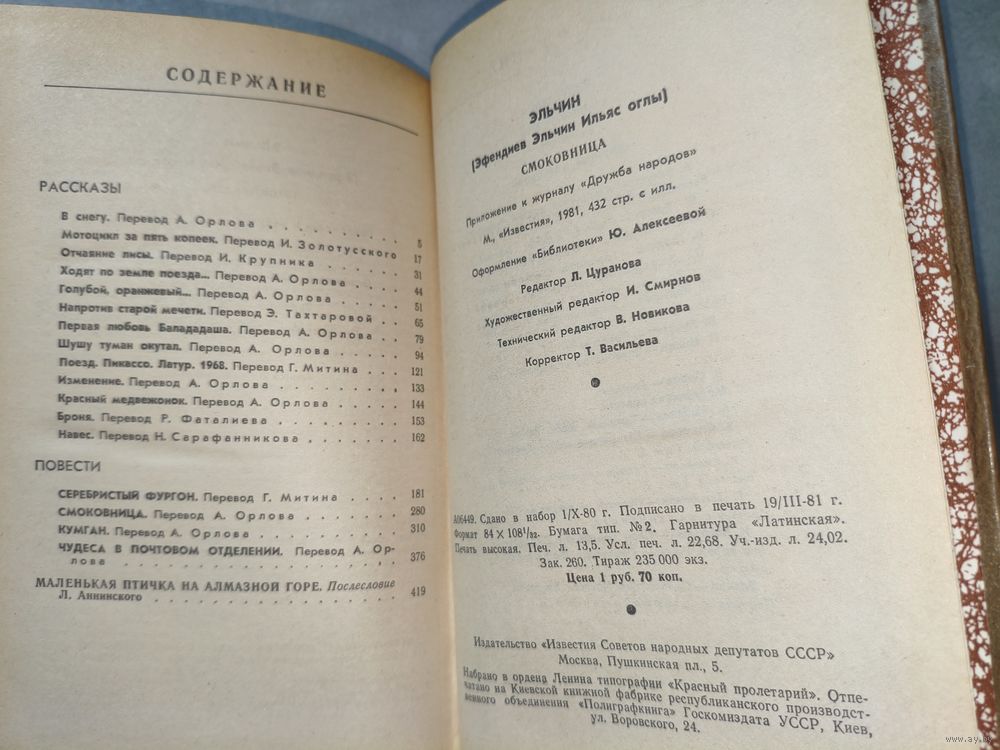 СОДЕРЖАНИЕ
РАССКАЗЫ
В снегу. Перевод А. Орлова . . . . . . . . 5
Мотоцикл за пять копеек. Перевод И. Золотусского 17
Отчаяние лисы. Перевод И. Крупника . . . . . 31
Ходят по земле поезда... Перевод А. Орлова . . . . 44
Голубой, оранжевый... Перевод А. Орлова . . . . 51
Напротив старой мечети. Перевод Э. Тахтаровой . . 65
Первая любовь Балададаша. Перевод А. Орлова . . 79
Шушу туман окутал. Перевод А. Орлова . . . . 94
Поезд. Пикассо. Латур. 1968. Перевод Г. Митина . . 121
Изменение. Перевод А. Орлова . . . . . . . 133
Красный медвежонок. Перевод А. Орлова . . . . 144
Броня. Перевод Р. Фаталиева . . . . . . . 153
Навес. Перевод Н. Сарафанникова . . . . . . 162
ПОВЕСТИ
СЕРЕБРИСТЫЙ ФУРГОН. Перевод Г. Митина . . . 181
СМОКОВНИЦА. Перевод А. Орлова . . . . . . 280
КУМГАН. Перевод А. Орлова . . . . . . . . 310
ЧУДЕСА В ПОЧТОВОМ ОТДЕЛЕНИИ. Перевод А. Ор-
лова . . . . . . . . . . . . . . . 376
МАЛЕНЬКАЯ ПТИЧКА НА АЛМАЗНОЙ ГОРЕ. Послесловие
Л. Аннинского . . . . . . . . . . . . . 419
ЭЛЬЧИН
(Эфендиев Эльчин Ильяс оглы)
СМОКОВНИЦА
Приложение к журналу «Дружба народов»
М., «Известия», 1981, 432 стр. с илл.
Оформление «Библиотеки» Ю. Алексеевой
Редактор Л. Цуранова
Художественный редактор И. Смирнов
Технический редактор В. Новикова
Корректор Т. Васильева
А06449. Сдано в набор 1/X-80 г. Подписано в печать 19/III-81 г.
Формат 84×108¹/₃₂. Бумага тип. №2. Гарнитура «Латинская».
Печать высокая. Печ. л. 13,5. Усл. печ. л. 22,68. Уч.-изд. л. 24,02.
Зак. 260. Тираж 235 000 экз.
Цена 1 руб. 70 коп.
Издательство «Известия Советов народных депутатов СССР»
Москва, Пушкинская пл., 5.
Набрано в ордена Ленина типографии «Красный пролетарий». Отпе-
чатано на Киевской книжной фабрике республиканского производст-
венного объединения «Полиграфкнига» Госкомиздата УССР, Киев,
ул. Воровского, 24.
www.ay.by